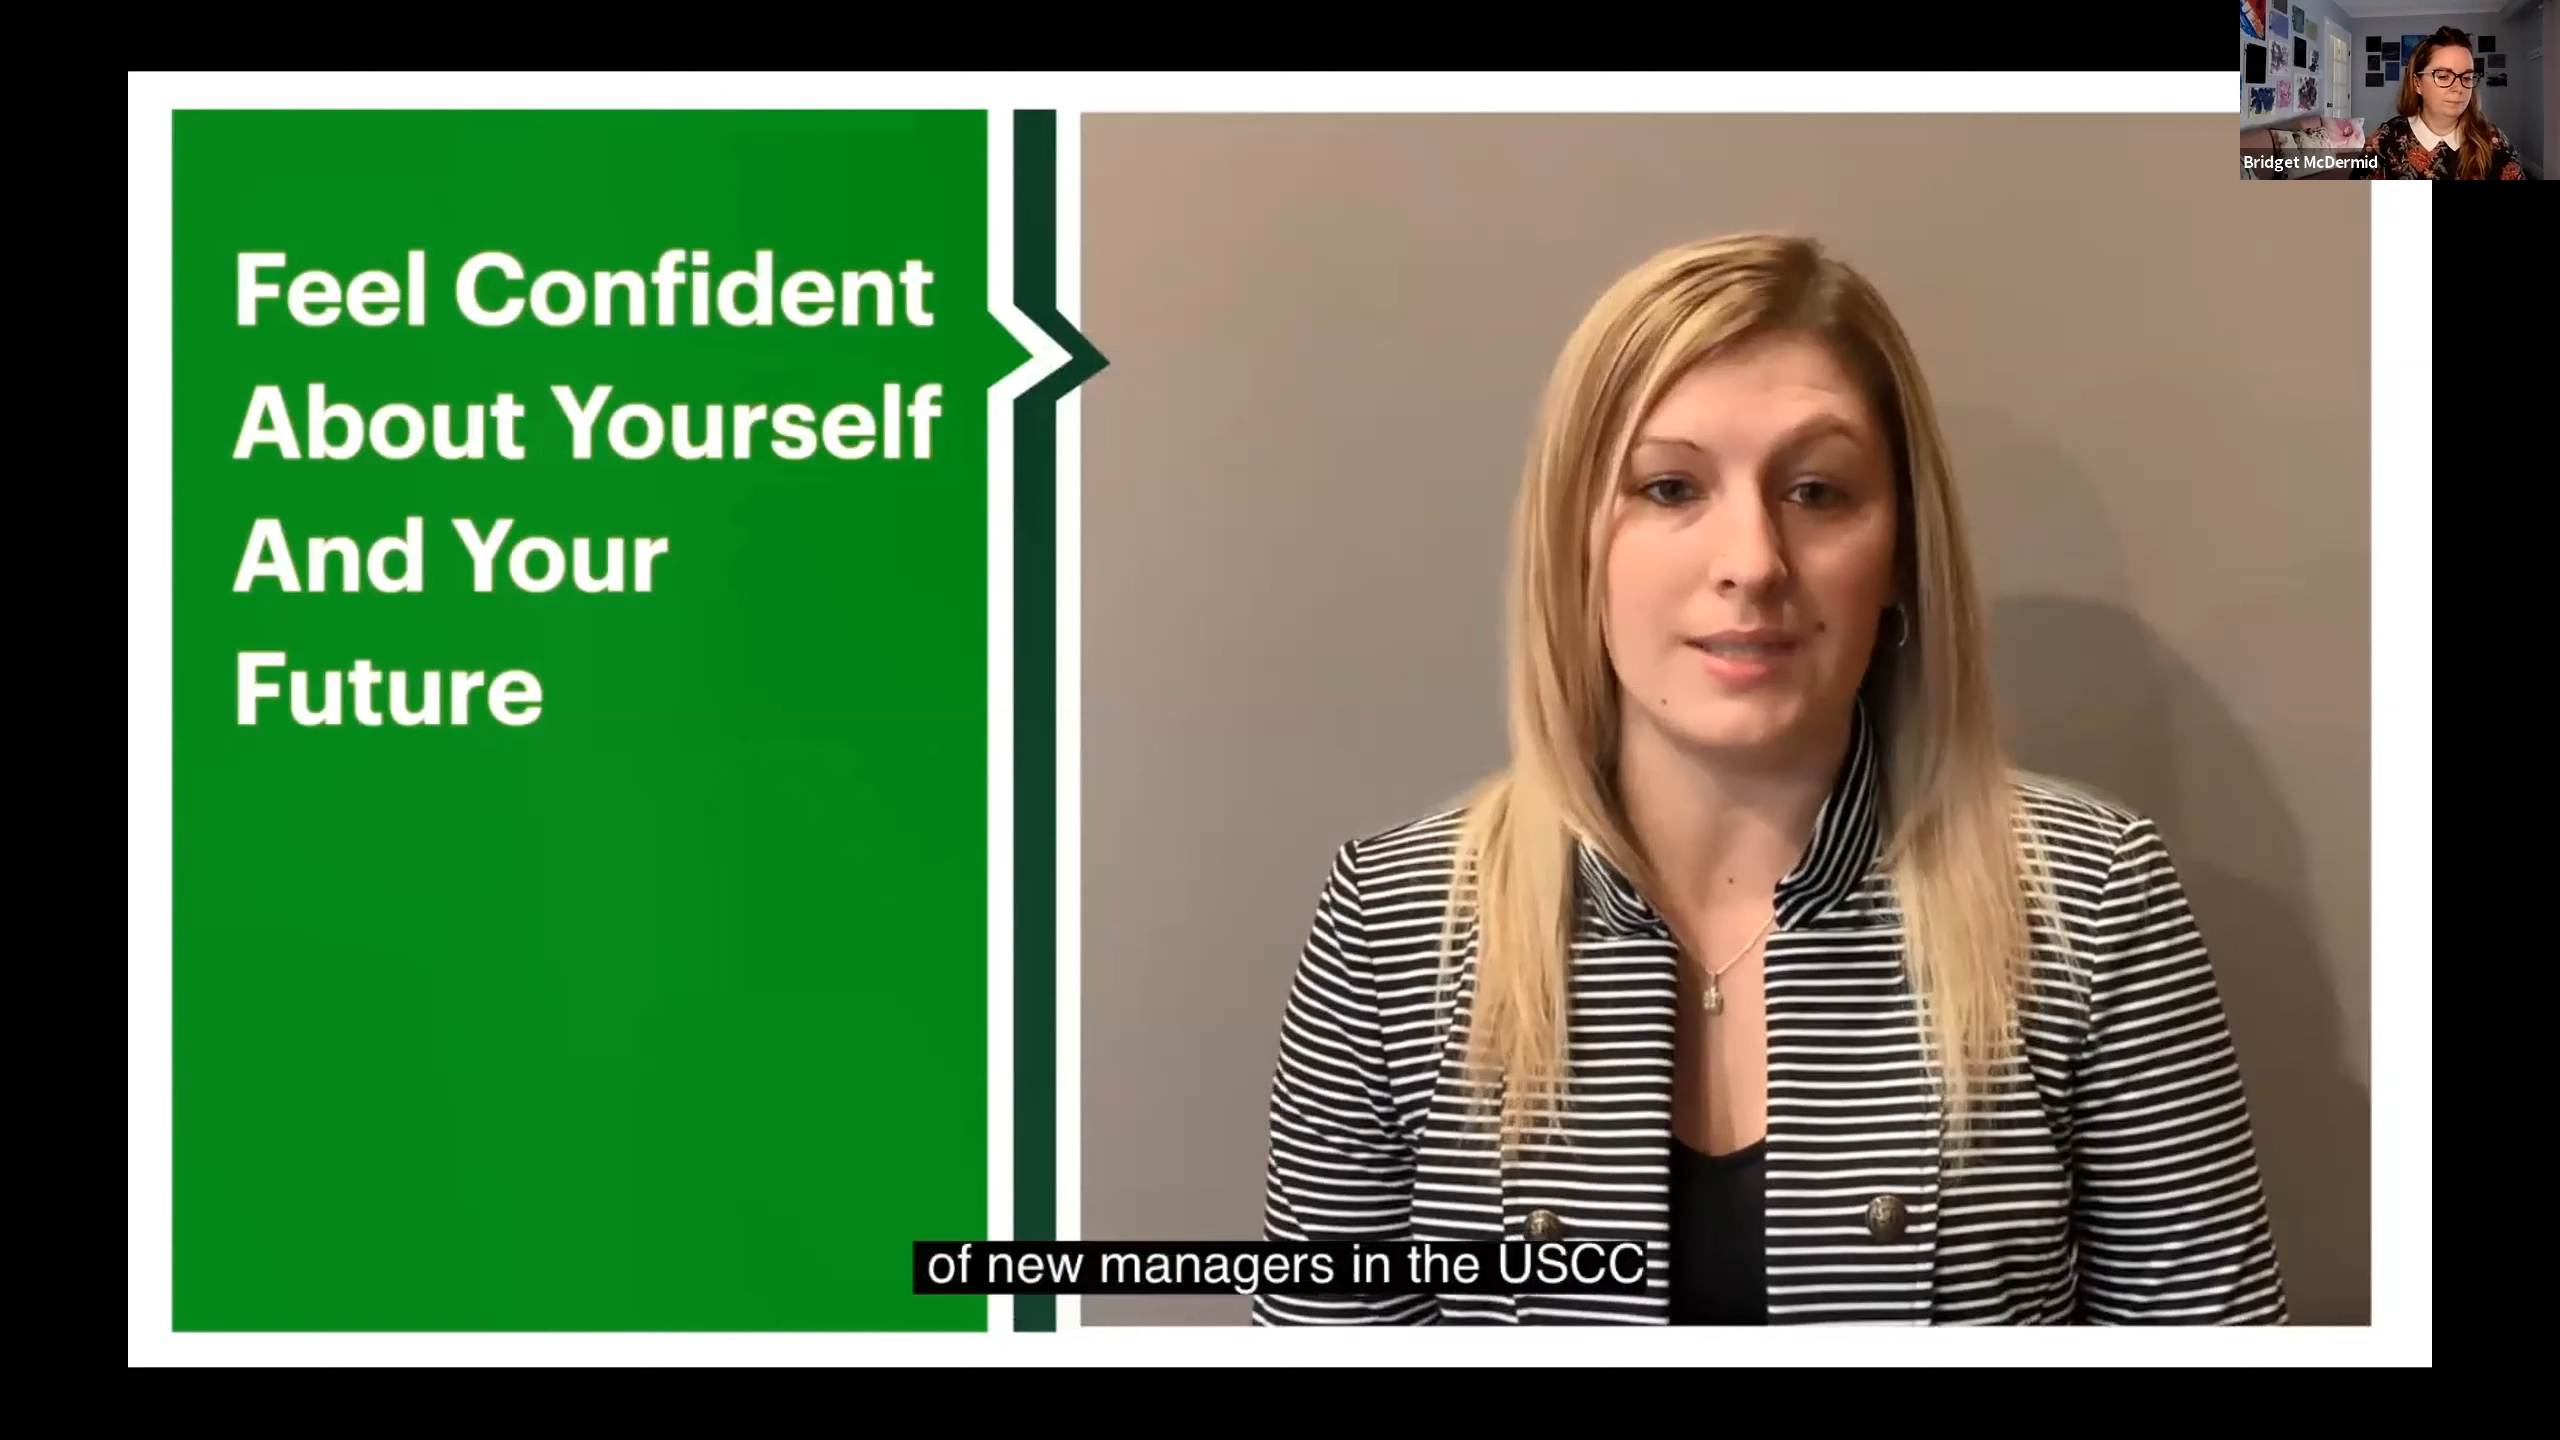 Bridget McDermid
Feel Confident
About Yourself
And Your
Future
of new managers in the USCC